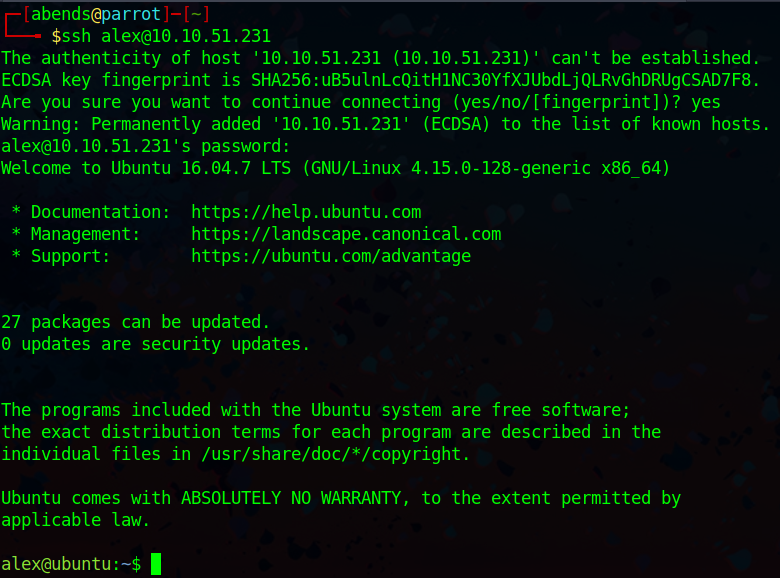 ┌─[abends@parrot]─[~]
└──╼ $ssh alex@10.10.51.231
The authenticity of host '10.10.51.231 (10.10.51.231)' can't be established.
ECDSA key fingerprint is SHA256:uB5ulnLcQitH1NC30YfXJUbdLjQLRvGhDRUgCSAD7F8.
Are you sure you want to continue connecting (yes/no/[fingerprint])? yes
Warning: Permanently added '10.10.51.231' (ECDSA) to the list of known hosts.
alex@10.10.51.231's password:
Welcome to Ubuntu 16.04.7 LTS (GNU/Linux 4.15.0-128-generic x86_64)

 * Documentation:  https://help.ubuntu.com
 * Management:     https://landscape.canonical.com
 * Support:        https://ubuntu.com/advantage


27 packages can be updated.
0 updates are security updates.


The programs included with the Ubuntu system are free software;
the exact distribution terms for each program are described in the
individual files in /usr/share/doc/*/copyright.

Ubuntu comes with ABSOLUTELY NO WARRANTY, to the extent permitted by
applicable law.

alex@ubuntu:~$